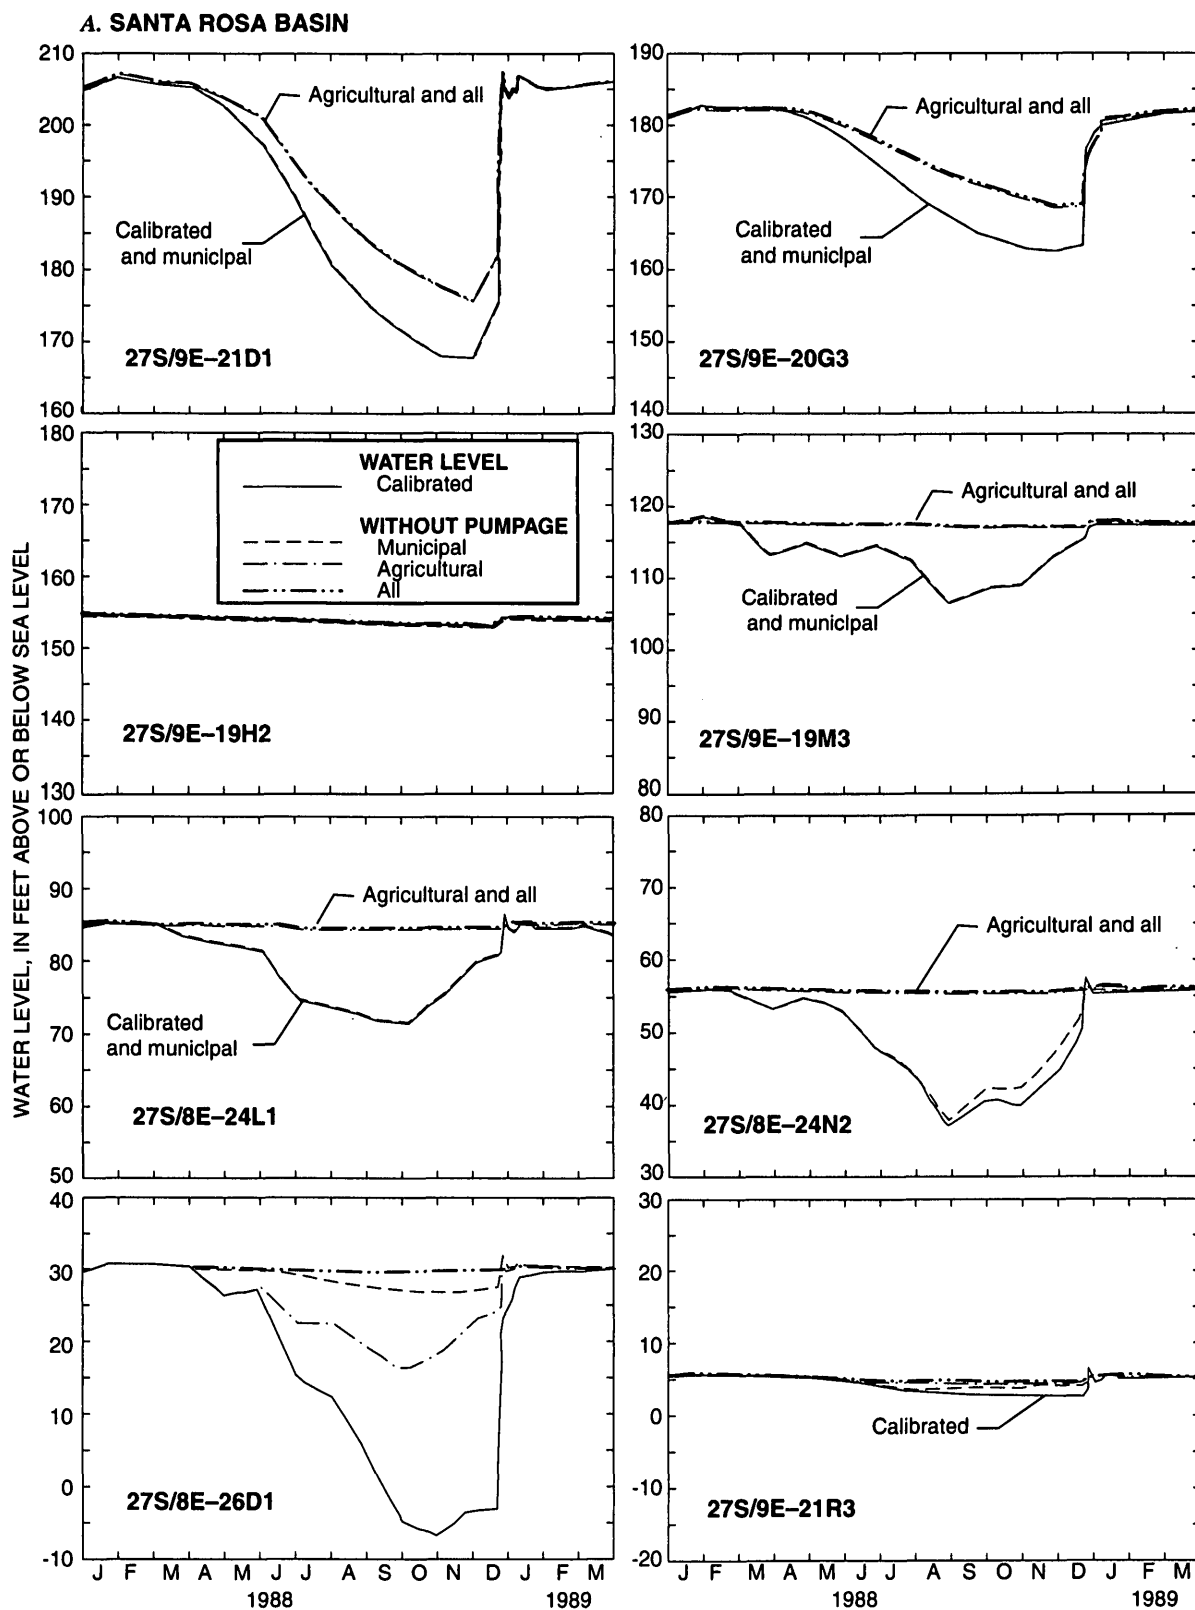 A. SANTA ROSA BASIN
WATER LEVEL, IN FEET ABOVE OR BELOW SEA LEVEL
210
200
190
180
170
160
Agricultural and all
Calibrated
and municipal
27S/9E–21D1
190
180
170
160
150
140
Agricultural and all
Calibrated
and municipal
27S/9E–20G3
180
170
160
150
140
130
WATER LEVEL
Calibrated
WITHOUT PUMPAGE
Municipal
Agricultural
All
27S/9E–19H2
130
120
110
100
90
80
Agricultural and all
Calibrated
and municipal
27S/9E–19M3
100
90
80
70
60
50
Agricultural and all
Calibrated
and municipal
27S/8E–24L1
80
70
60
50
40
30
Agricultural and all
27S/8E–24N2
40
30
20
10
0
-10
27S/8E–26D1
J F M A M J J A S O N D J F M
1988 1989
30
20
10
0
-10
-20
Calibrated
27S/9E–21R3
J F M A M J J A S O N D J F M
1988 1989